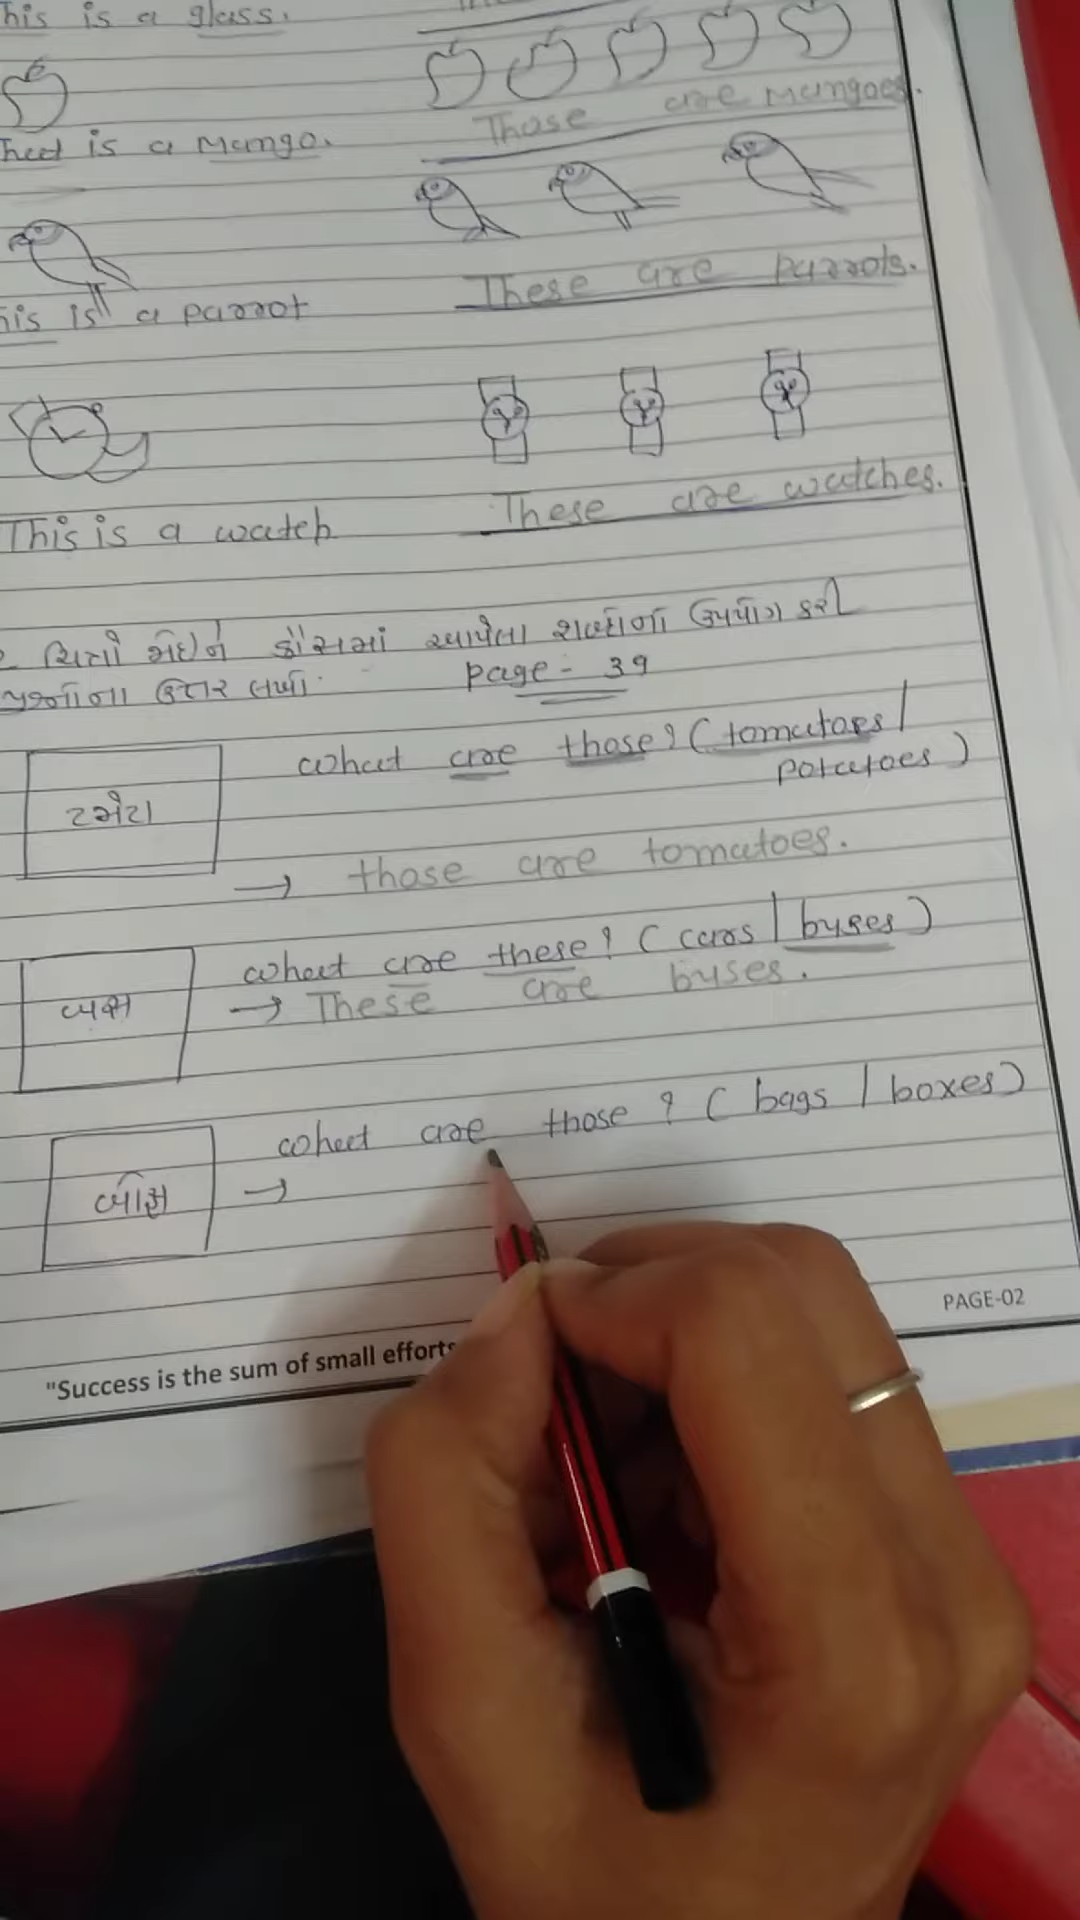 his is a glass.
Those are mangoes.
is a mango.
These are parrots.
his is a parrot
These are watches.
This is a watch
ચિત્રો જોઈને કૌંસમાં આપેલા શબ્દોનો ઉપયોગ કરી
ના ઉત્તર લખો. page - 39
what are those? (tomatoes/
potatoes)
ટમેટા
→ those are tomatoes.
what are these? (cars / buses)
બસ
→ These are buses.
what are those? (bags / boxes)
બોક્ષ
→
PAGE-02
"Success is the sum of small efforts